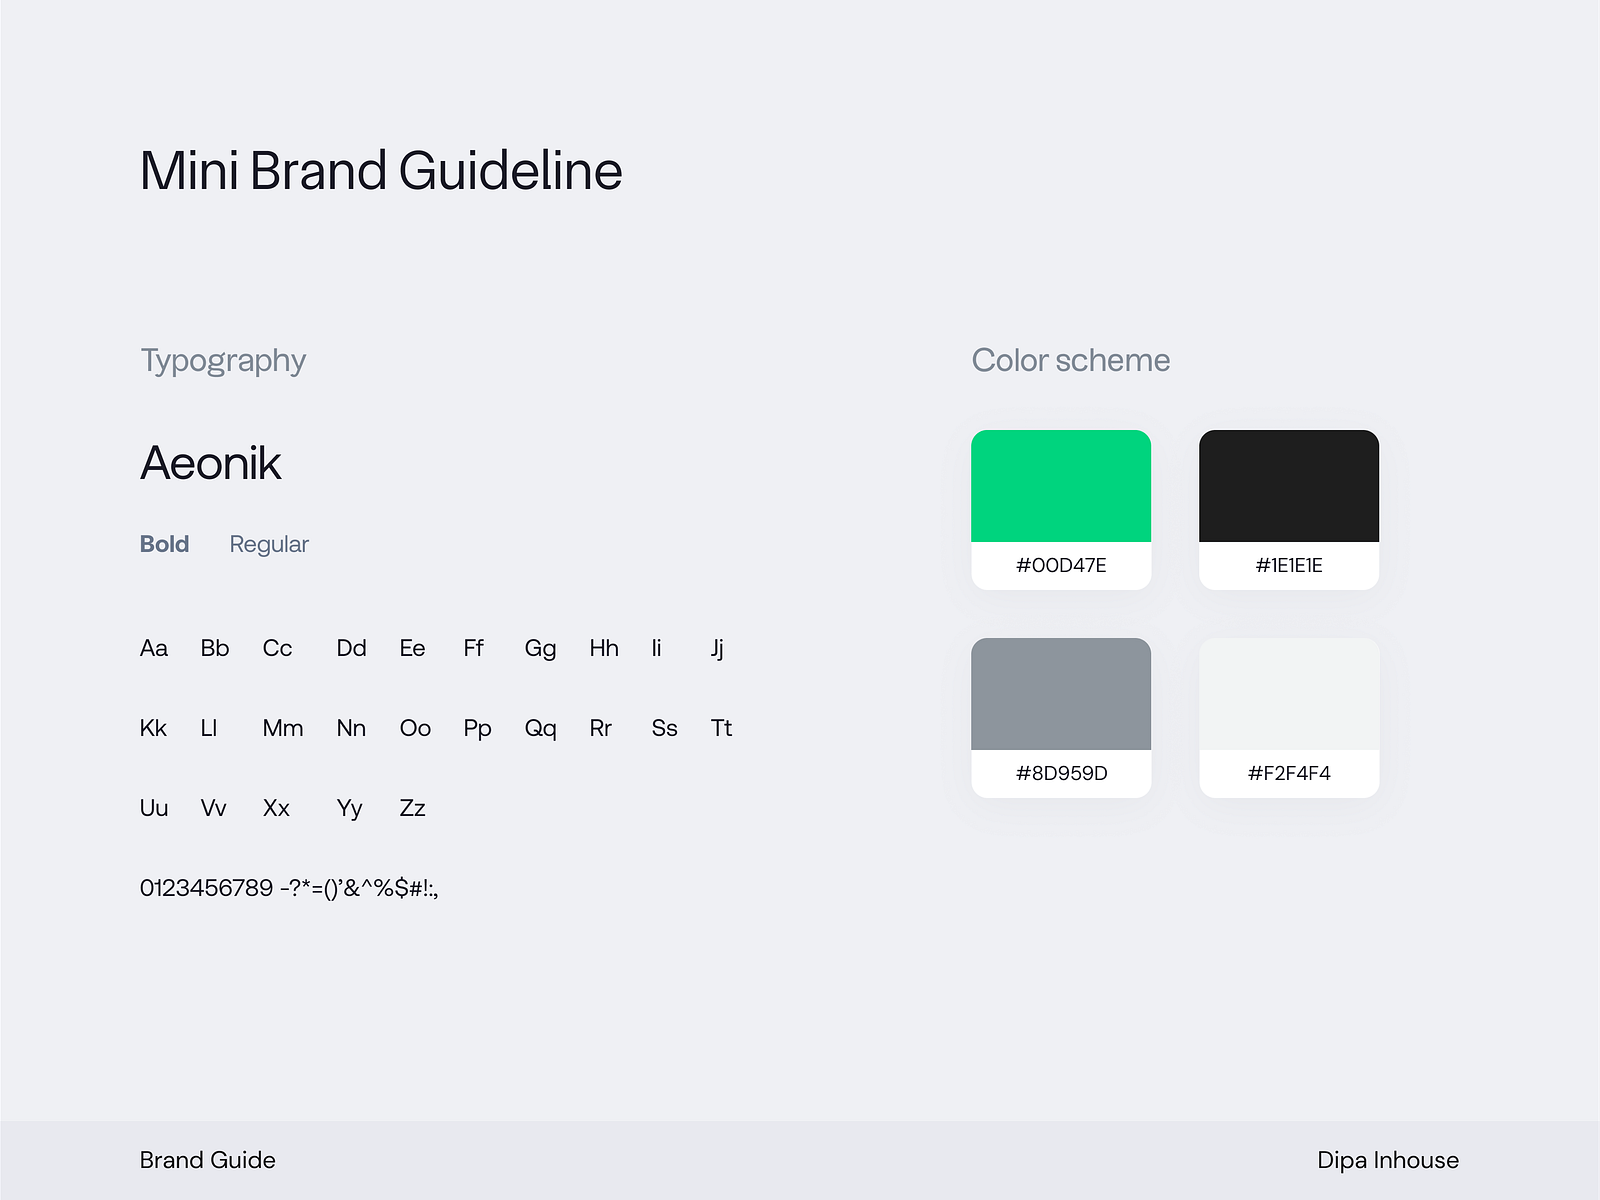 Mini Brand Guideline
Typography
Aeonik
Bold Regular
Aa Bb Cc Dd Ee Ff Gg Hh Ii Jj
Kk Ll Mm Nn Oo Pp Qq Rr Ss Tt
Uu Vv Xx Yy Zz
0123456789 -?*=()’&^%$#!:,
Color scheme
#00D47E #1E1E1E
#8D959D #F2F4F4
Brand Guide Dipa Inhouse